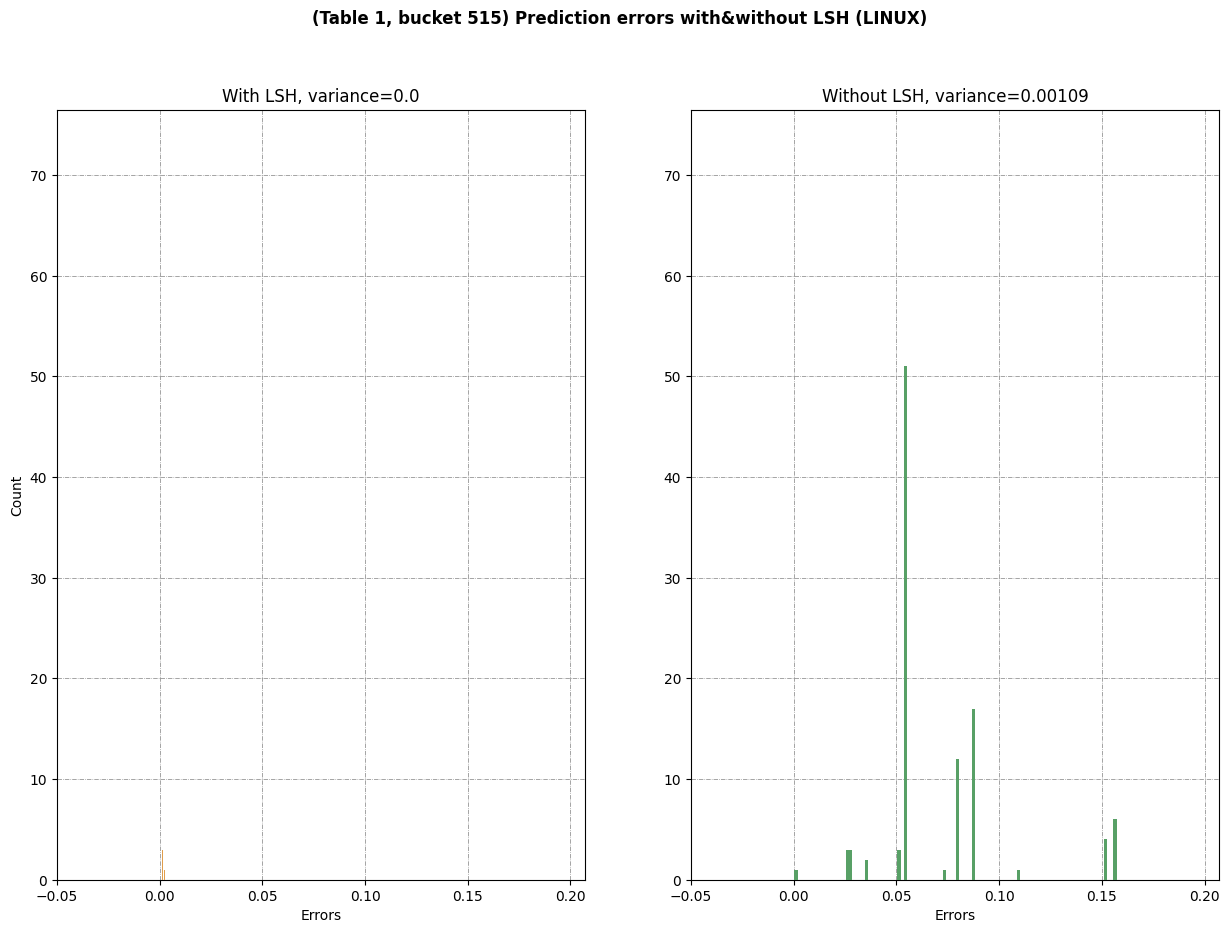 (Table 1, bucket 515) Prediction errors with&without LSH (LINUX)
With LSH, variance=0.0
70
60
50
40
30
20
10
0
Count
−0.05 0.00 0.05 0.10 0.15 0.20
Errors
Without LSH, variance=0.00109
70
60
50
40
30
20
10
0
−0.05 0.00 0.05 0.10 0.15 0.20
Errors